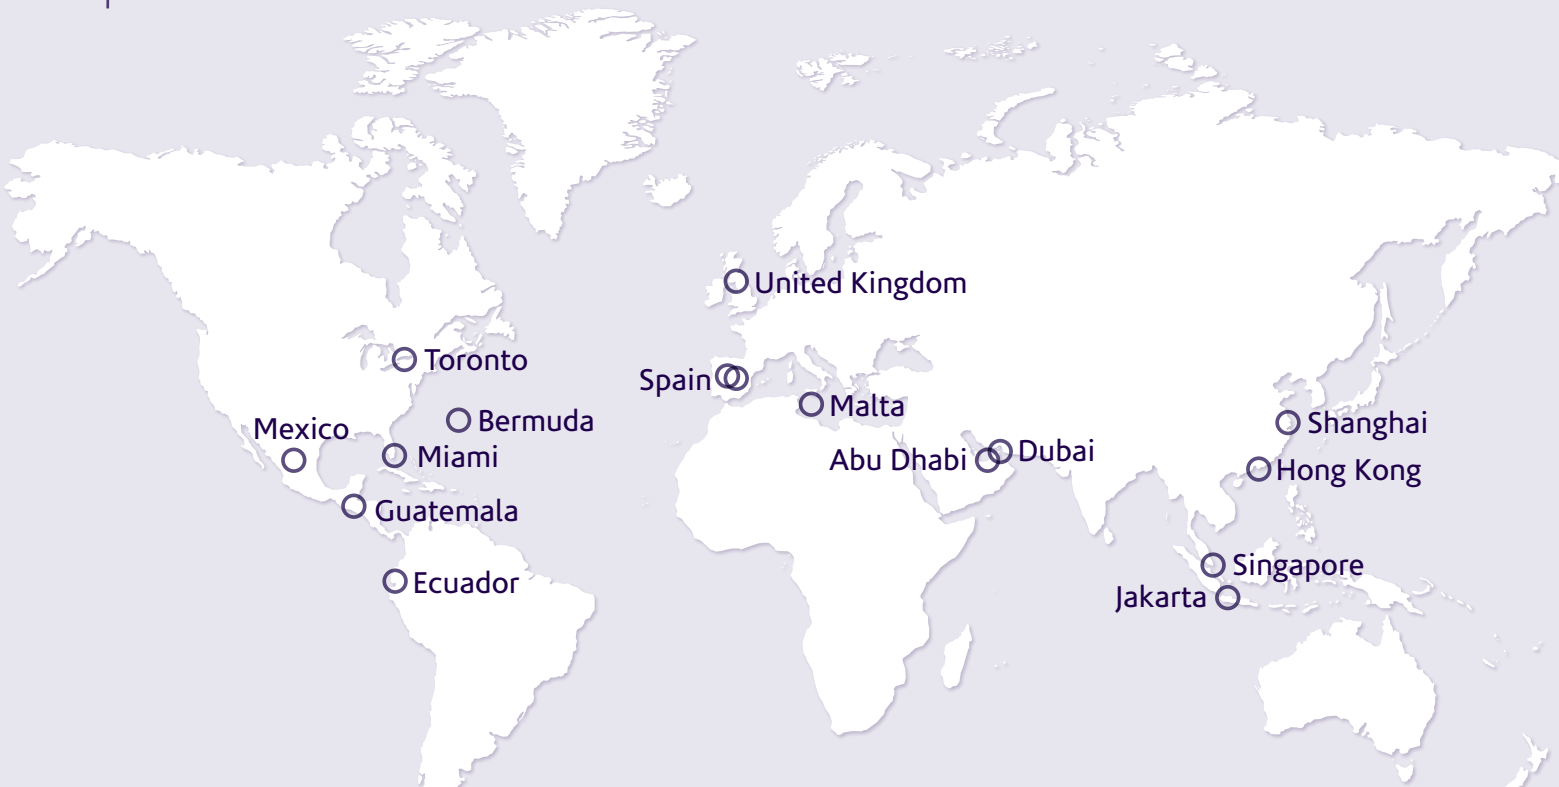 United Kingdom
Toronto
Spain
Malta
Bermuda
Mexico
Shanghai
Miami
Abu Dhabi
Dubai
Hong Kong
Guatemala
Singapore
Ecuador
Jakarta